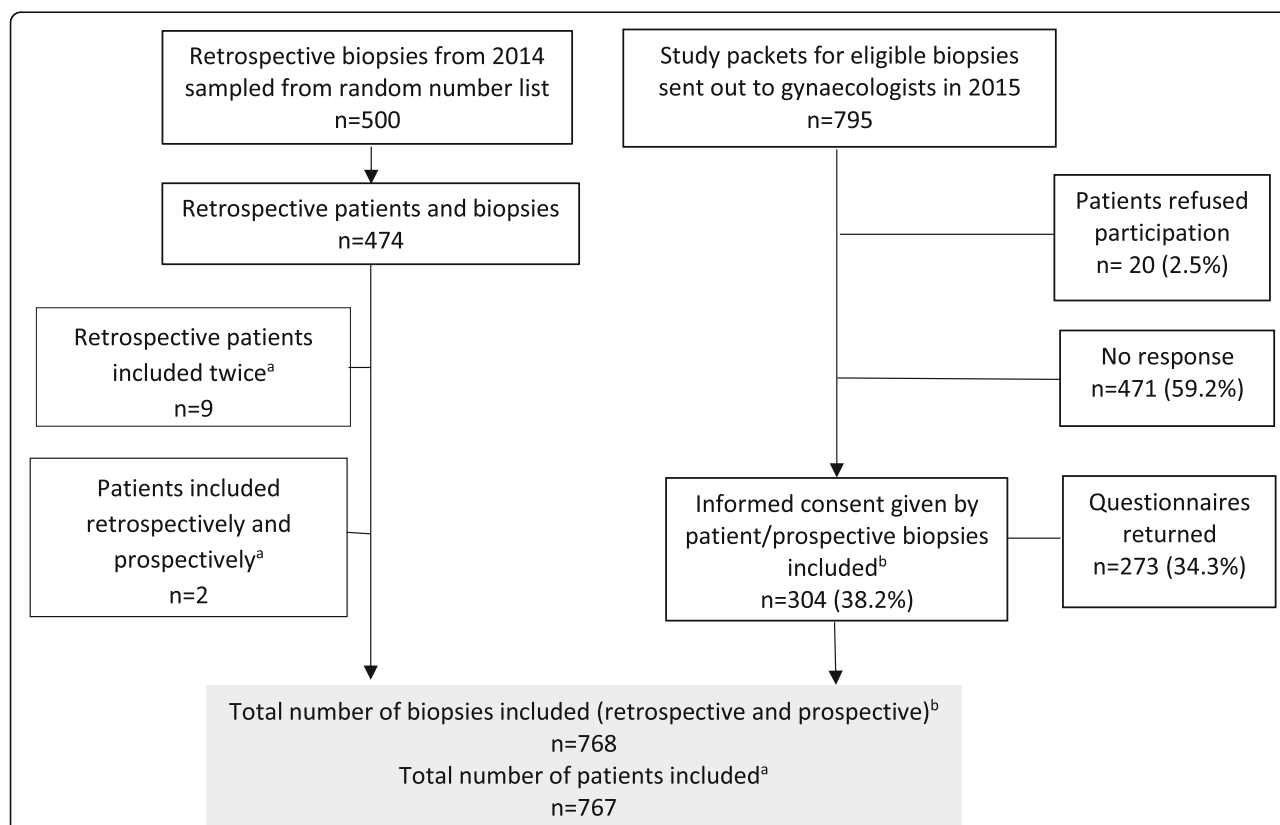 Retrospective biopsies from 2014
sampled from random number list
n=500
Study packets for eligible biopsies
sent out to gynaecologists in 2015
n=795
Retrospective patients and biopsies
n=474
Patients refused
participation
n= 20 (2.5%)
Retrospective patients
included twiceᵃ
n=9
No response
n=471 (59.2%)
Patients included
retrospectively and
prospectivelyᵃ
n=2
Informed consent given by
patient/prospective biopsies
includedᵇ
n=304 (38.2%)
Questionnaires
returned
n=273 (34.3%)
Total number of biopsies included (retrospective and prospective)ᵇ
n=768
Total number of patients includedᵃ
n=767